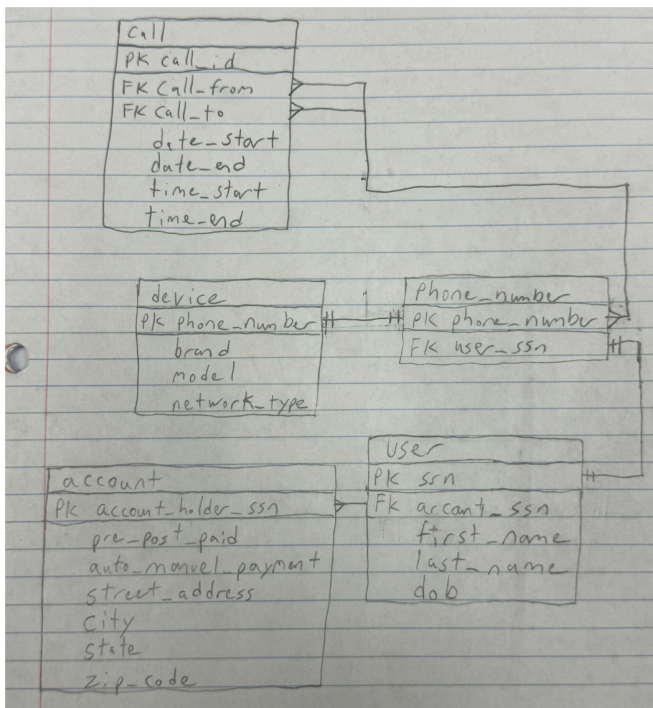 call
PK call_id
FK call_from
FK call_to
date_start
date_end
time_start
time_end
device
PK phone_number
brand
model
network_type
phone_number
PK phone_number
FK user_ssn
user
PK ssn
FK accont_ssn
first_name
last_name
dob
account
PK account_holder_ssn
pre_post_paid
auto_manuel_payment
street_address
city
state
zip_code